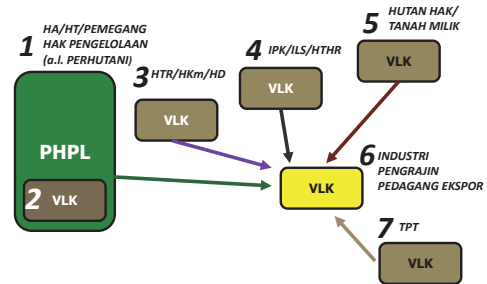 1 HA/HT/PEMEGANG
HAK PENGELOLAAN
(a.l. PERHUTANI)
PHPL
2 VLK
3 HTR/HKm/HD
VLK
4 IPK/ILS/HTHR
VLK
5 HUTAN HAK/
TANAH MILIK
VLK
6 INDUSTRI
PENGRAJIN
PEDAGANG EKSPOR
VLK
7 TPT
VLK